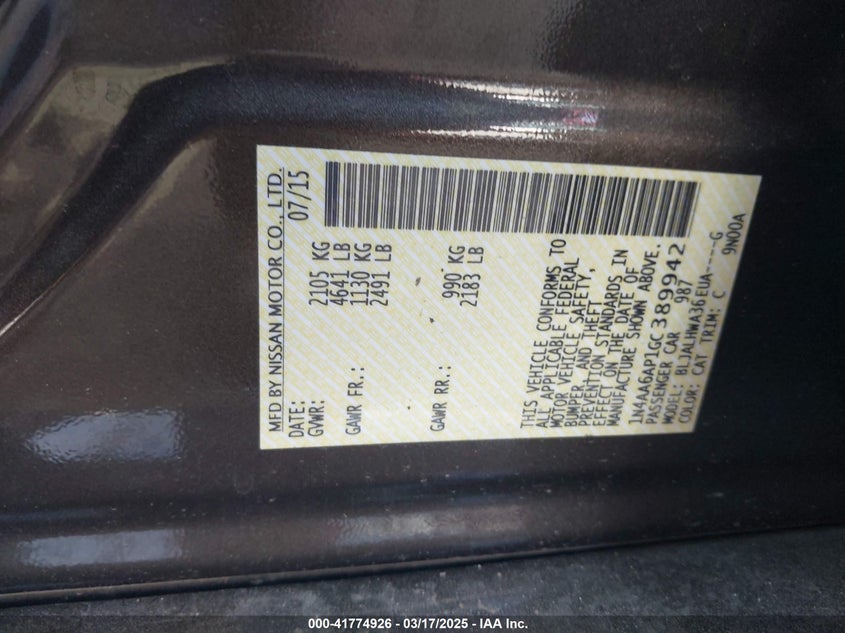 MFD BY NISSAN MOTOR CO., LTD.
DATE: 07/15
GVWR: 2105 KG
4641 LB
GAWR FR.: 1130 KG
2491 LB
GAWR RR.: 990 KG
2183 LB
THIS VEHICLE CONFORMS TO
ALL APPLICABLE FEDERAL
MOTOR VEHICLE SAFETY,
BUMPER, AND THEFT
PREVENTION STANDARDS IN
EFFECT ON THE DATE OF
MANUFACTURE SHOWN ABOVE.
1N4AA6AP1GC389942
PASSENGER CAR 987
MODEL: BLJALHWA36EUA-----G
COLOR: CAT TRIM: C 9N00A
000-41774926 - 03/17/2025 - IAA Inc.